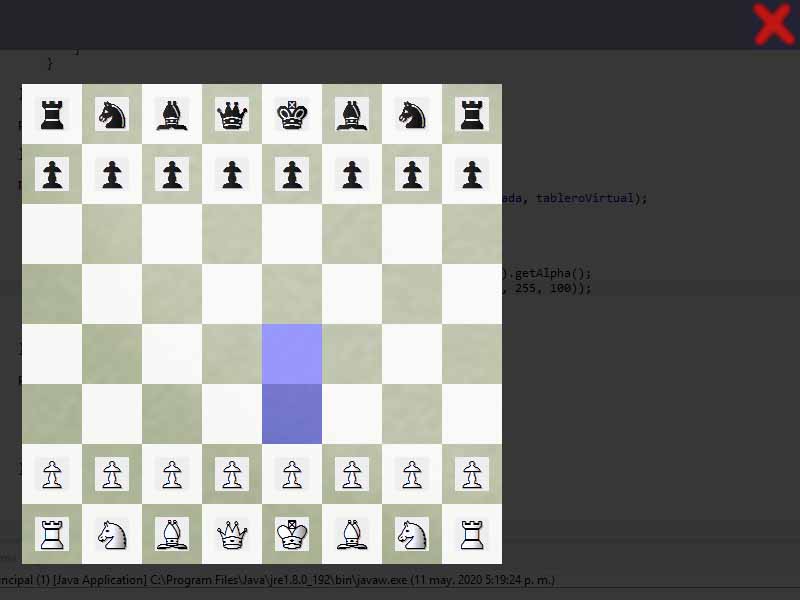 }
ada, tableroVirtual);
).getAlpha();
, 255, 100));
ncipal (1) [Java Application] C:\Program Files\Java\jre1.8.0_192\bin\javaw.exe (11 may. 2020 5:19:24 p. m.)